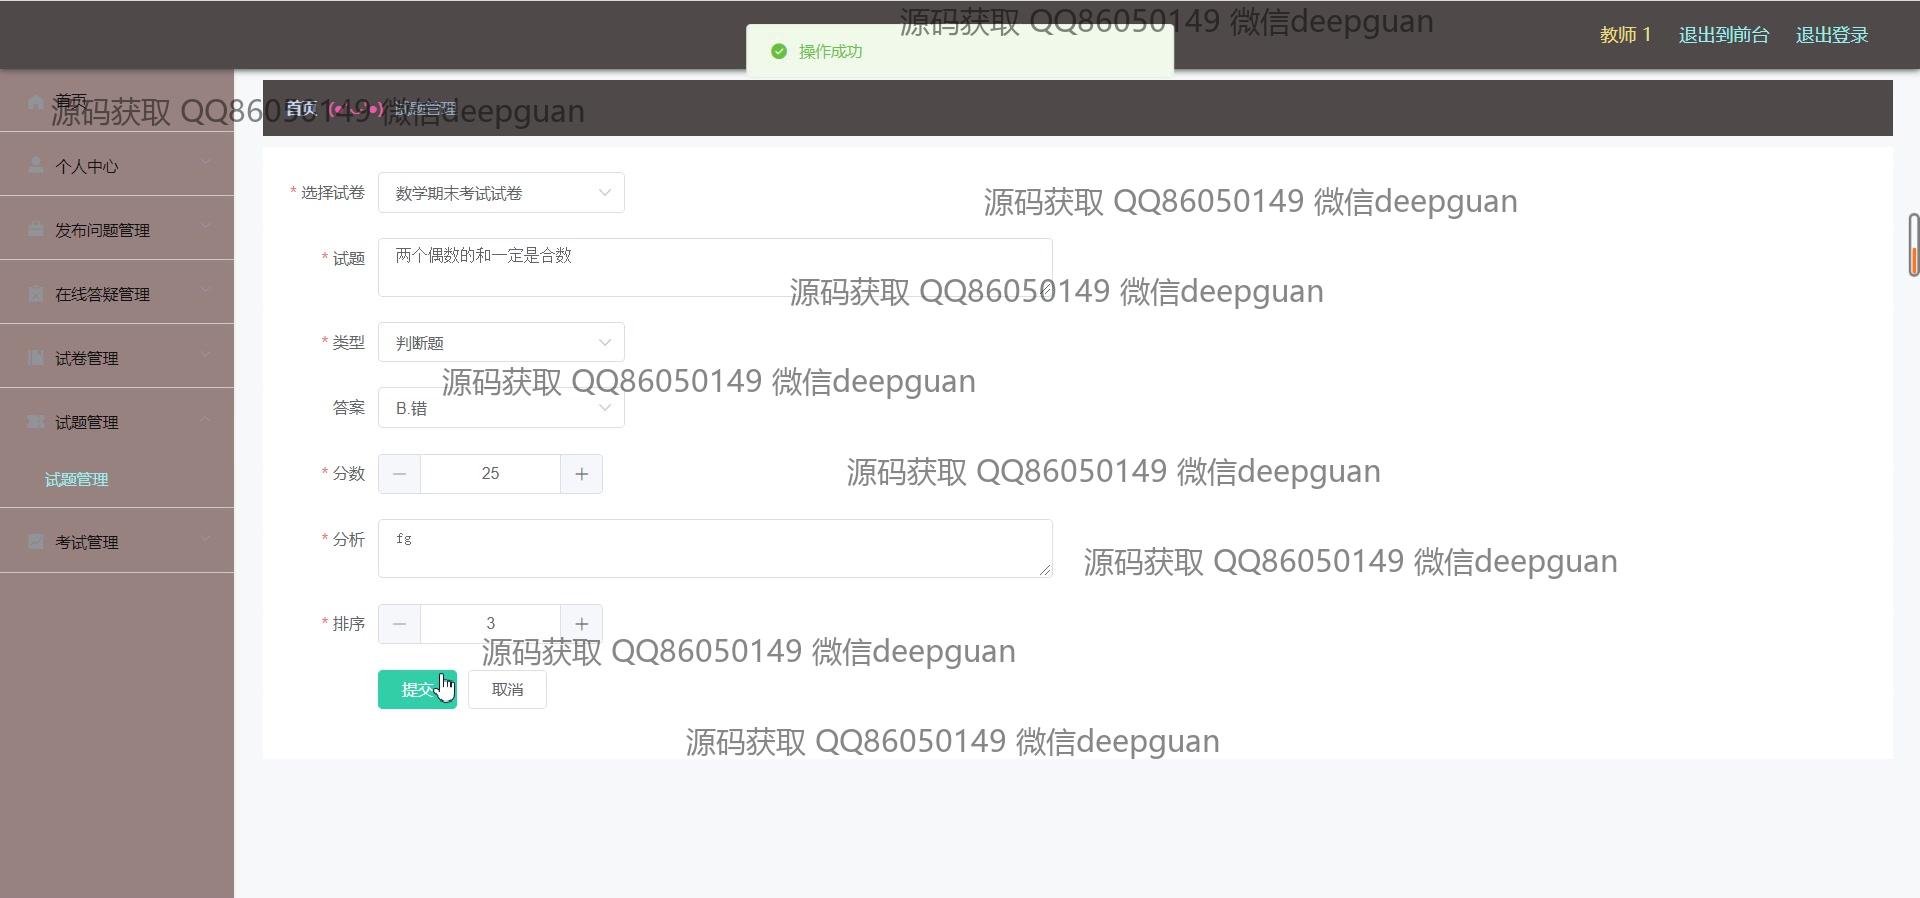 源码获取 QQ86050149 微信deepguan
操作成功
教师 1 退出到前台 退出登录
首页
源码获取 QQ86050149 微信deepguan
首页 (●◡●) 试题管理
个人中心
发布问题管理
在线答疑管理
试卷管理
试题管理
试题管理
考试管理
* 选择试卷 数学期末考试试卷
源码获取 QQ86050149 微信deepguan
* 试题 两个偶数的和一定是合数
源码获取 QQ86050149 微信deepguan
* 类型 判断题
源码获取 QQ86050149 微信deepguan
答案 B.错
* 分数 − 25 +
源码获取 QQ86050149 微信deepguan
* 分析 fg
源码获取 QQ86050149 微信deepguan
* 排序 − 3 +
源码获取 QQ86050149 微信deepguan
提交 取消
源码获取 QQ86050149 微信deepguan